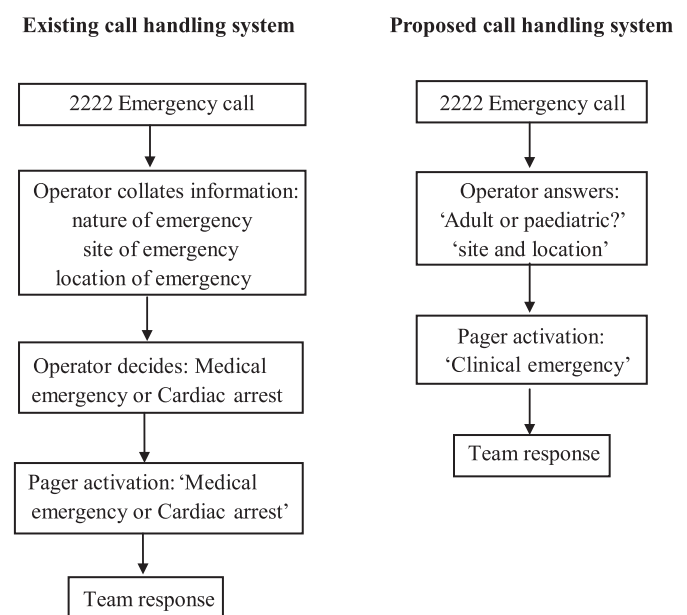 Existing call handling system
2222 Emergency call
Operator collates information:
nature of emergency
site of emergency
location of emergency
Operator decides: Medical
emergency or Cardiac arrest
Pager activation: ‘Medical
emergency or Cardiac arrest’
Team response
Proposed call handling system
2222 Emergency call
Operator answers:
‘Adult or paediatric?’
‘site and location’
Pager activation:
‘Clinical emergency’
Team response